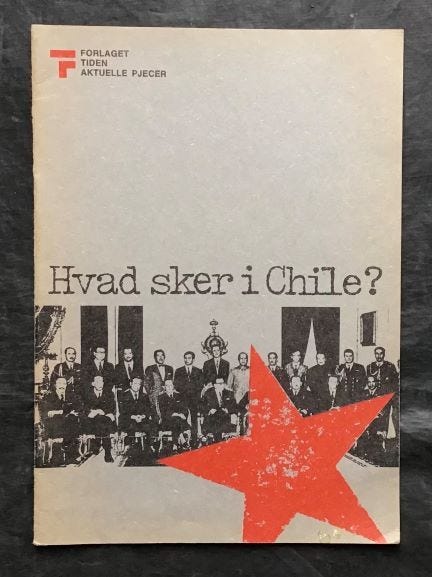 FORLAGET
TIDEN
AKTUELLE PJECER
Hvad sker i Chile?